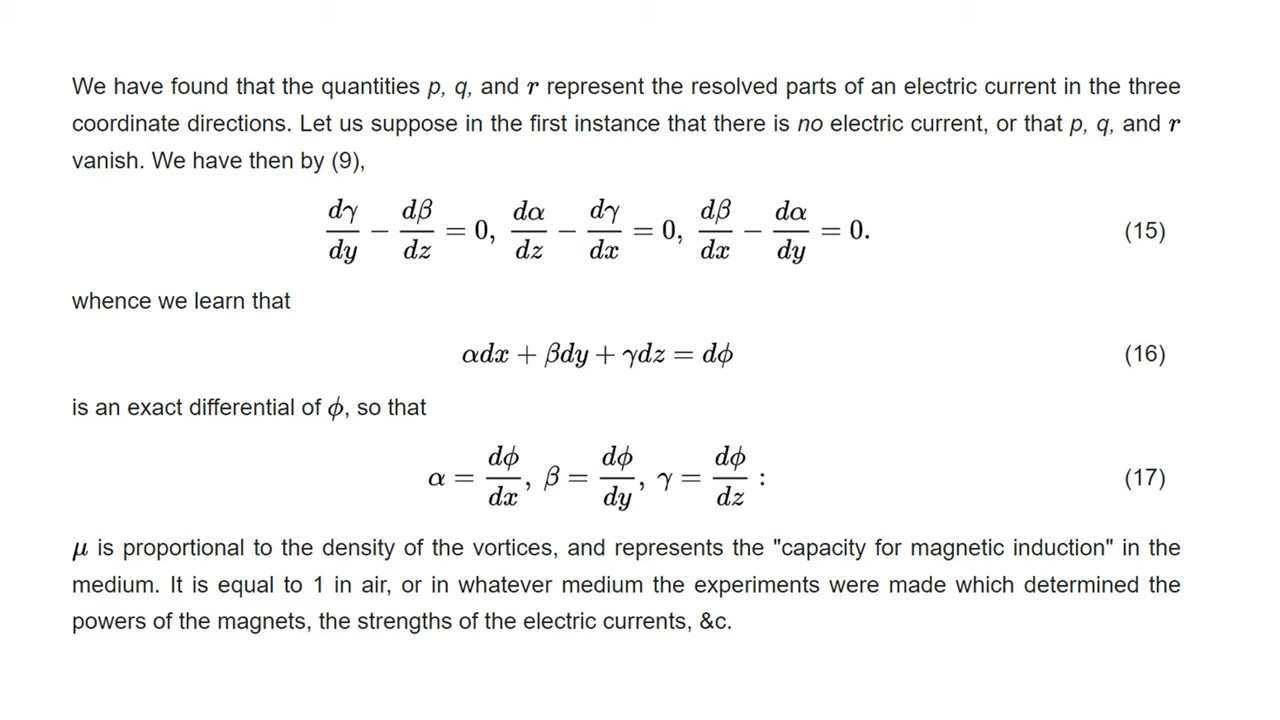 We have found that the quantities p, q, and r represent the resolved parts of an electric current in the three
coordinate directions. Let us suppose in the first instance that there is no electric current, or that p, q, and r
vanish. We have then by (9),
dγ/dy − dβ/dz = 0, dα/dz − dγ/dx = 0, dβ/dx − dα/dy = 0. (15)
whence we learn that
αdx + βdy + γdz = dϕ (16)
is an exact differential of ϕ, so that
α = dϕ/dx, β = dϕ/dy, γ = dϕ/dz : (17)
μ is proportional to the density of the vortices, and represents the "capacity for magnetic induction" in the
medium. It is equal to 1 in air, or in whatever medium the experiments were made which determined the
powers of the magnets, the strengths of the electric currents, &c.